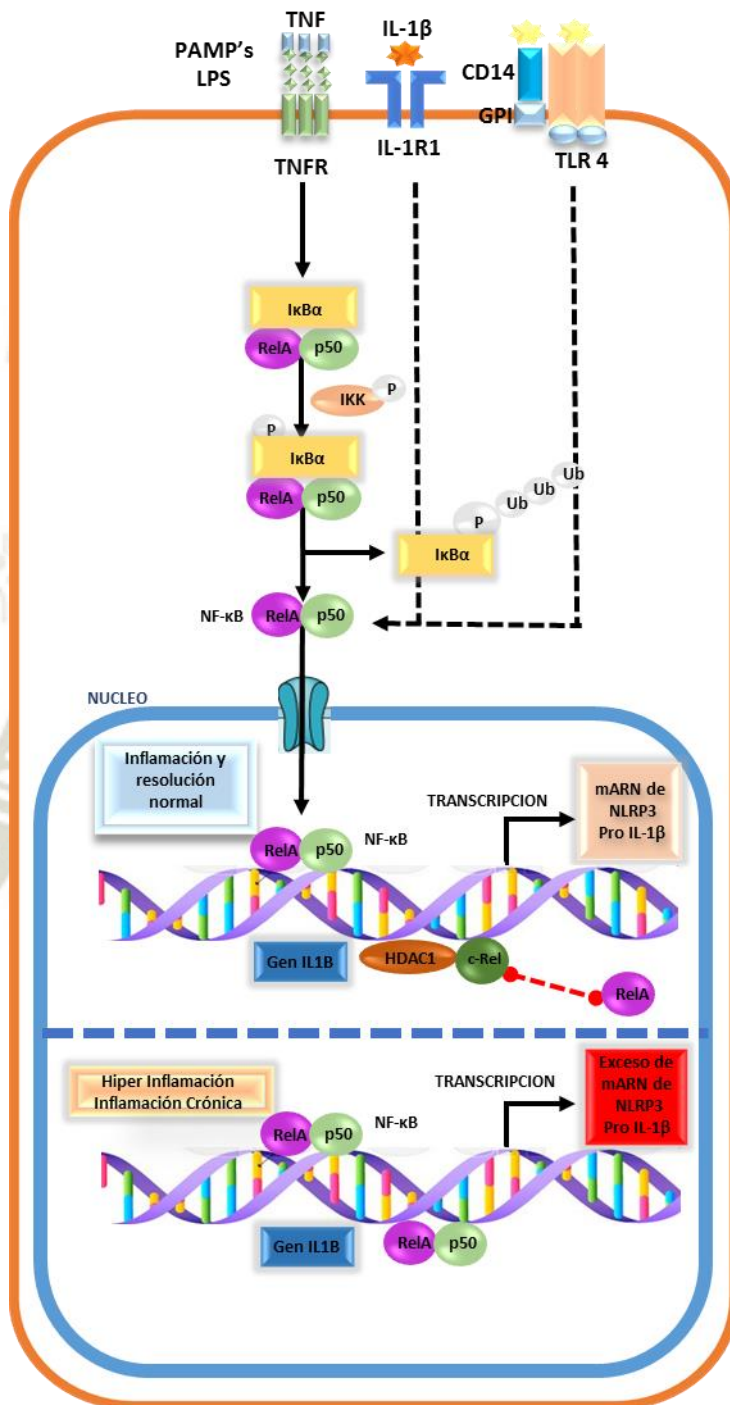 TNF
IL-1β
PAMP's
LPS
CD14
GPI
TNFR
IL-1R1
TLR 4
IκBα
RelA
p50
IKK
P
P
IκBα
RelA
p50
Ub
Ub
Ub
P
IκBα
NF-κB
RelA
p50
NUCLEO
Inflamación y
resolución
normal
TRANSCRIPCION
mARN de
NLRP3
Pro IL-1β
RelA
p50
NF-κB
Gen IL1B
HDAC1
c-Rel
RelA
Hiper Inflamación
Inflamación Crónica
TRANSCRIPCION
Exceso de
mARN de
NLRP3
Pro IL-1β
RelA
p50
NF-κB
Gen IL1B
RelA
p50